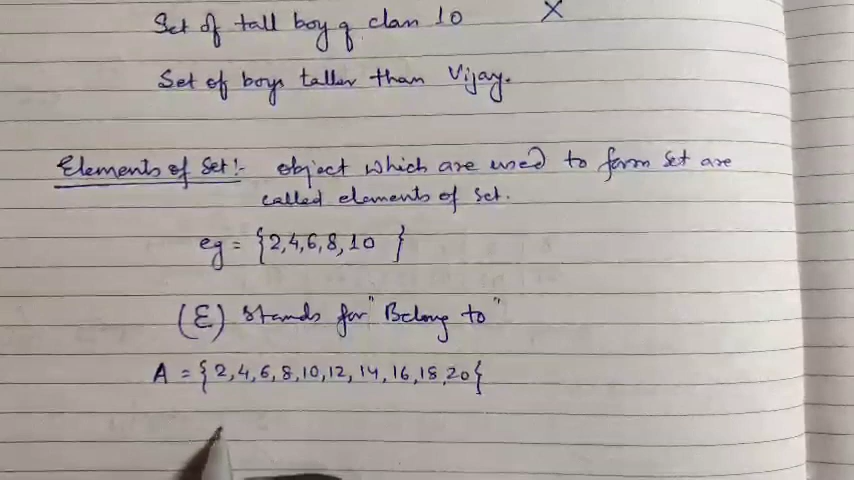 Set of tall boy of class 10 X
Set of boys taller than Vijay.
Elements of Set :- object which are used to form Set are
called elements of Set.
eg = {2,4,6,8,10 }
(Ɛ) Stands for "Belong to"
A = {2,4,6,8,10,12,14,16,18,20}